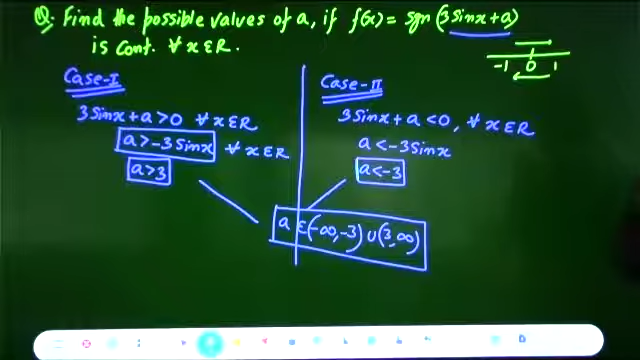 Q. Find the possible values of a, if f(x) = sgn (3 sinx + a)
is cont. ∀ x ε R.
-1 0 1
Case-I
3 Sinx + a > 0 ∀ x ε R
a > -3 Sinx ∀ x ε R
a > 3
Case-II
3 Sinx + a < 0, ∀ x ε R
a < -3 Sinx
a < -3
a ε (-∞, -3) ∪ (3, ∞)